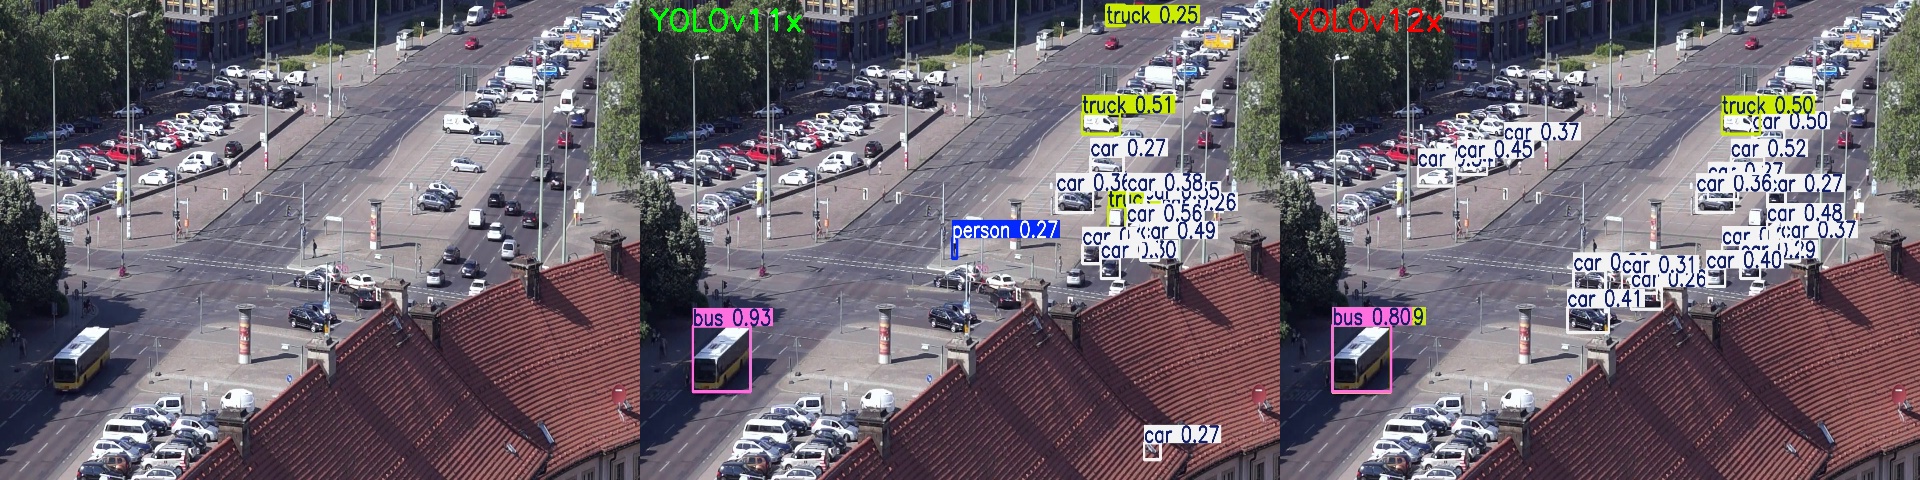 YOLOv11x
truck 0.25
truck 0.51
car 0.27
car 0.36
car 0.38
car 0.56
person 0.27
car 0.30
bus 0.93
car 0.27
YOLOv12x
truck 0.50
car 0.50
car 0.37
car 0.45
car
car 0.52
car 0.36
0.27
car 0.48
0.37
car 0.40
car 0.31
0.26
car 0.41
bus 0.80